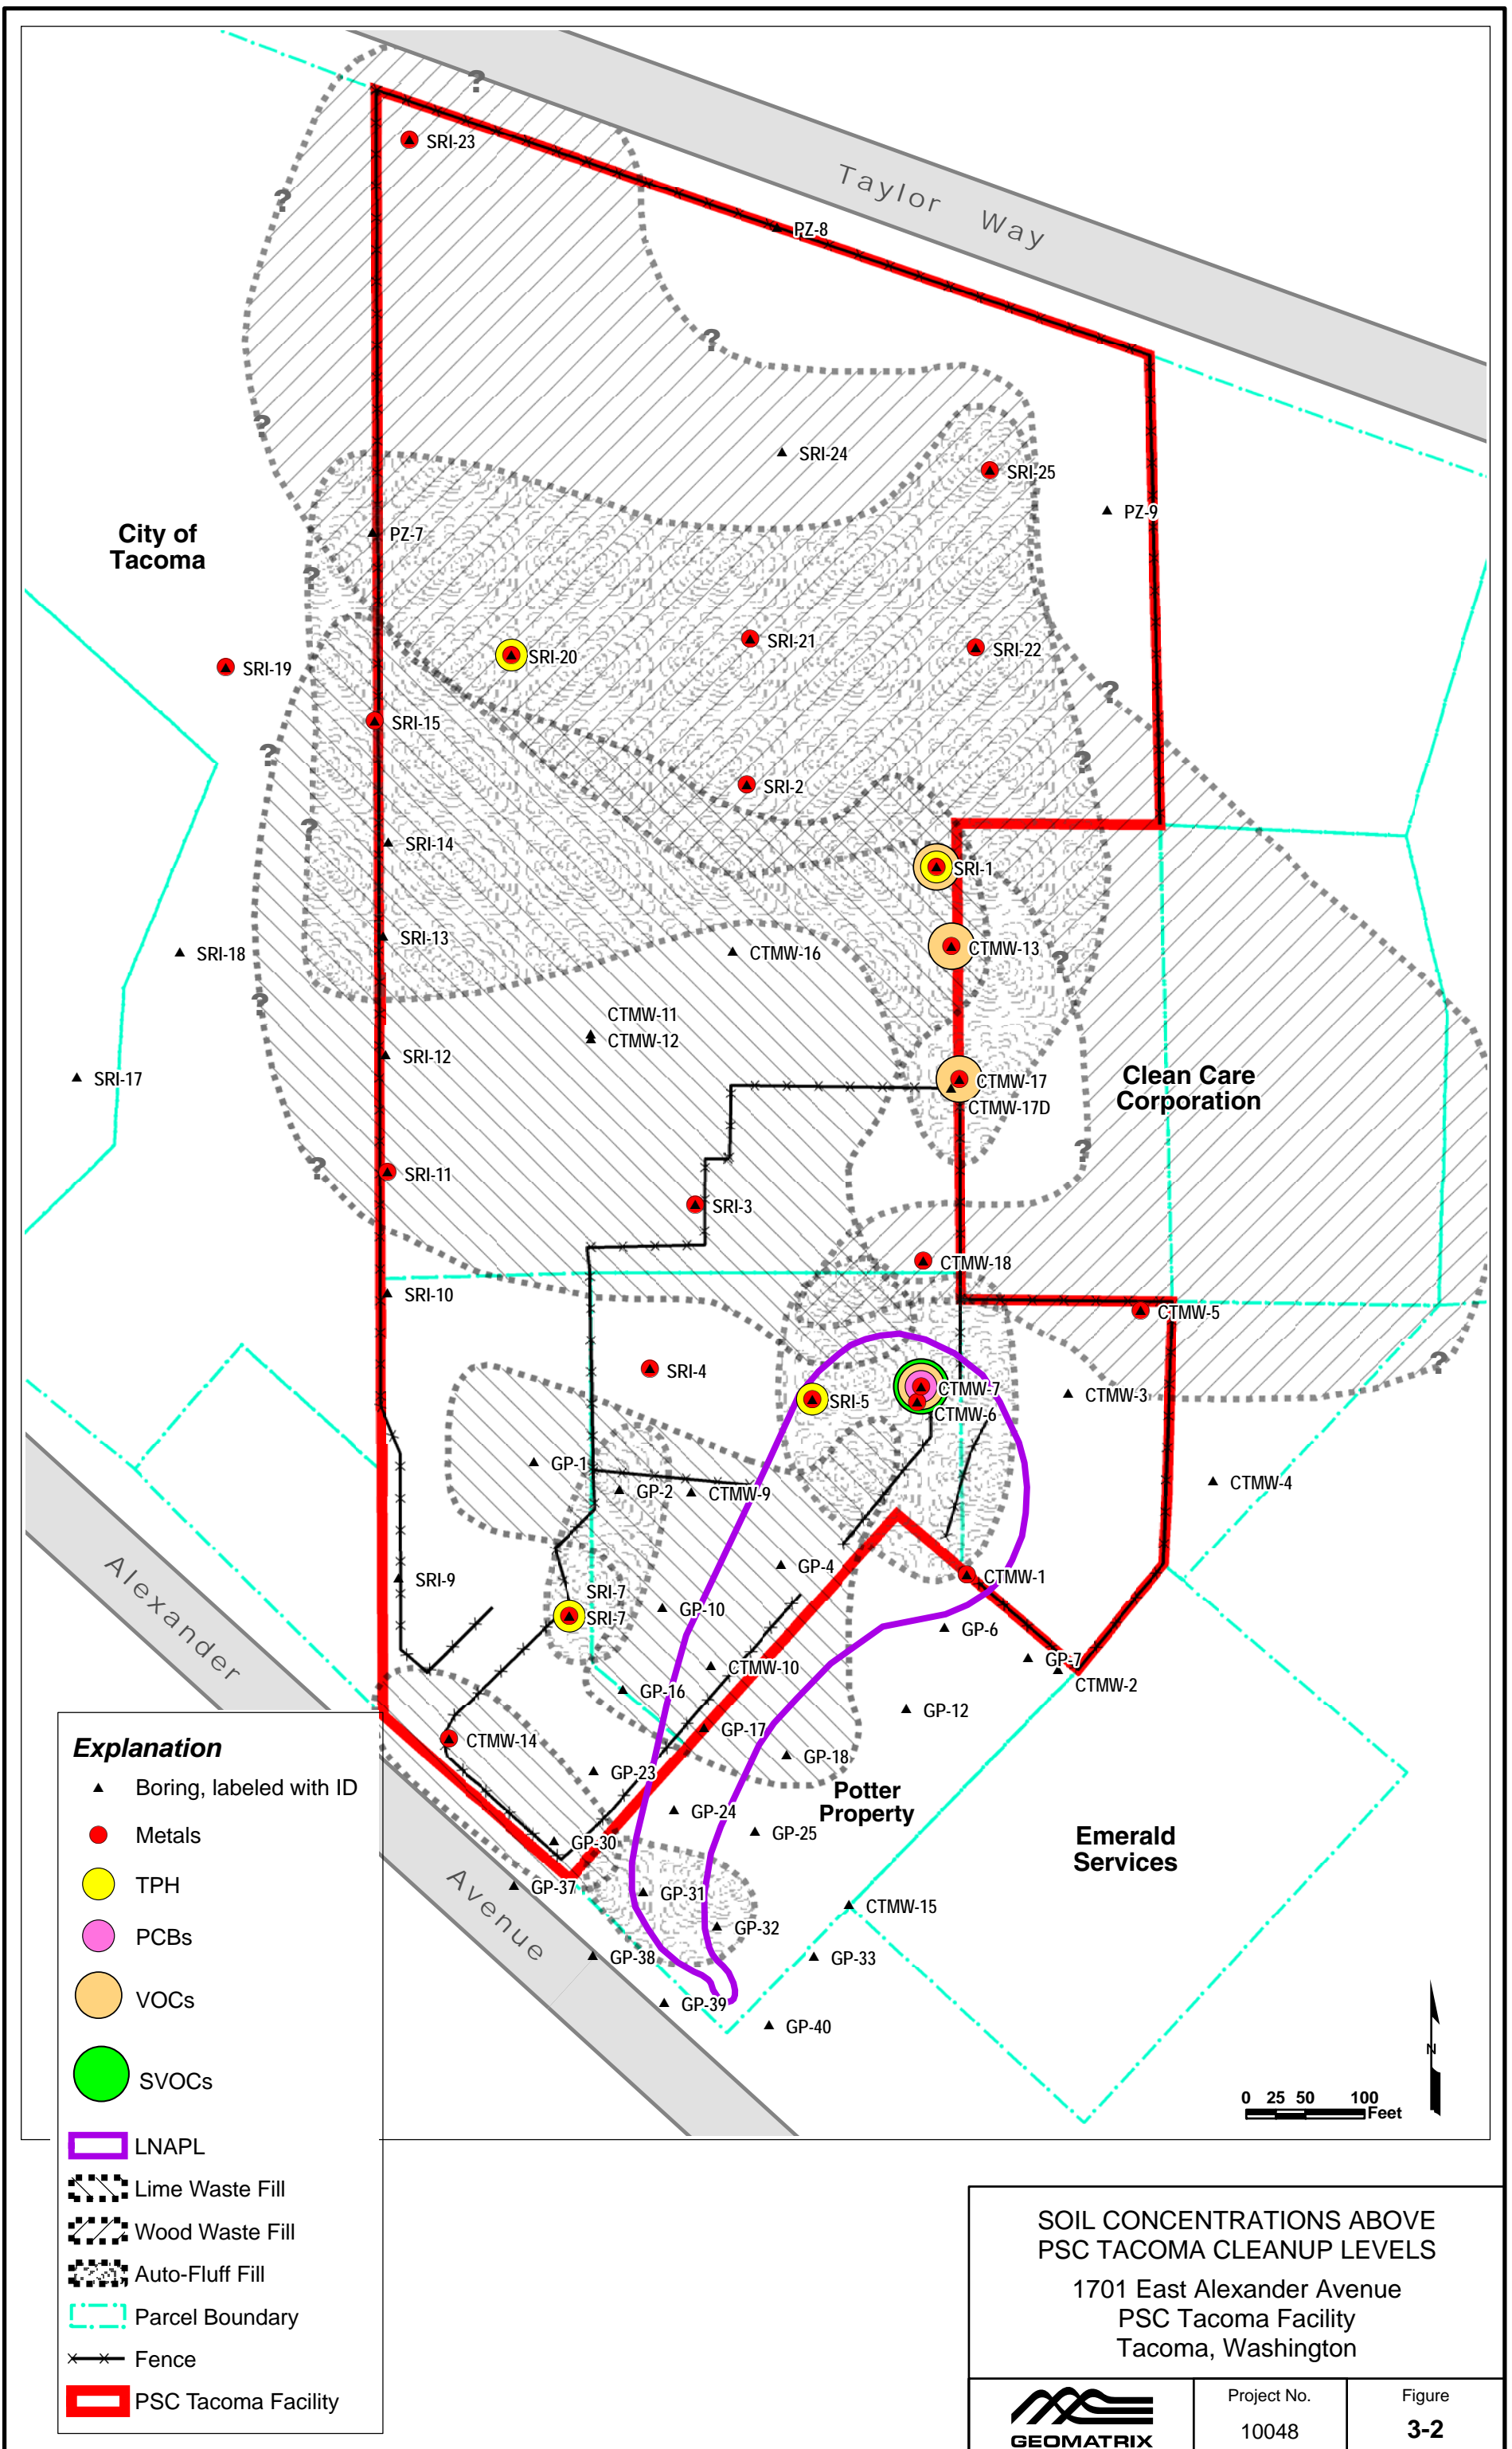 ?
SRI-23
Taylor Way
?
PZ-8
?
?
SRI-24
SRI-25
PZ-9
City of
Tacoma
PZ-7
?
SRI-21
SRI-22
SRI-20
SRI-19
?
SRI-15
?
?
SRI-2
?
SRI-14
SRI-1
SRI-13
CTMW-13
SRI-18
CTMW-16
?
?
CTMW-11
CTMW-12
SRI-12
SRI-17
CTMW-17
CTMW-17D
Clean Care
Corporation
?
?
SRI-11
SRI-3
CTMW-18
SRI-10
CTMW-5
?
SRI-4
CTMW-7
CTMW-3
SRI-5
CTMW-6
GP-1
GP-2
CTMW-9
CTMW-4
GP-4
CTMW-1
SRI-9
SRI-7
SRI-7
GP-10
GP-6
GP-7
CTMW-2
CTMW-10
GP-16
GP-12
GP-17
CTMW-14
GP-18
GP-23
Potter
Property
GP-24
GP-25
Emerald
Services
GP-30
GP-37
GP-31
CTMW-15
GP-32
GP-38
GP-33
GP-39
GP-40
Alexander
Avenue
N
0 25 50 100
Feet
Explanation
Boring, labeled with ID
Metals
TPH
PCBs
VOCs
SVOCs
LNAPL
Lime Waste Fill
Wood Waste Fill
Auto-Fluff Fill
Parcel Boundary
Fence
PSC Tacoma Facility
SOIL CONCENTRATIONS ABOVE
PSC TACOMA CLEANUP LEVELS
1701 East Alexander Avenue
PSC Tacoma Facility
Tacoma, Washington
GEOMATRIX
Project No.
10048
Figure
3-2